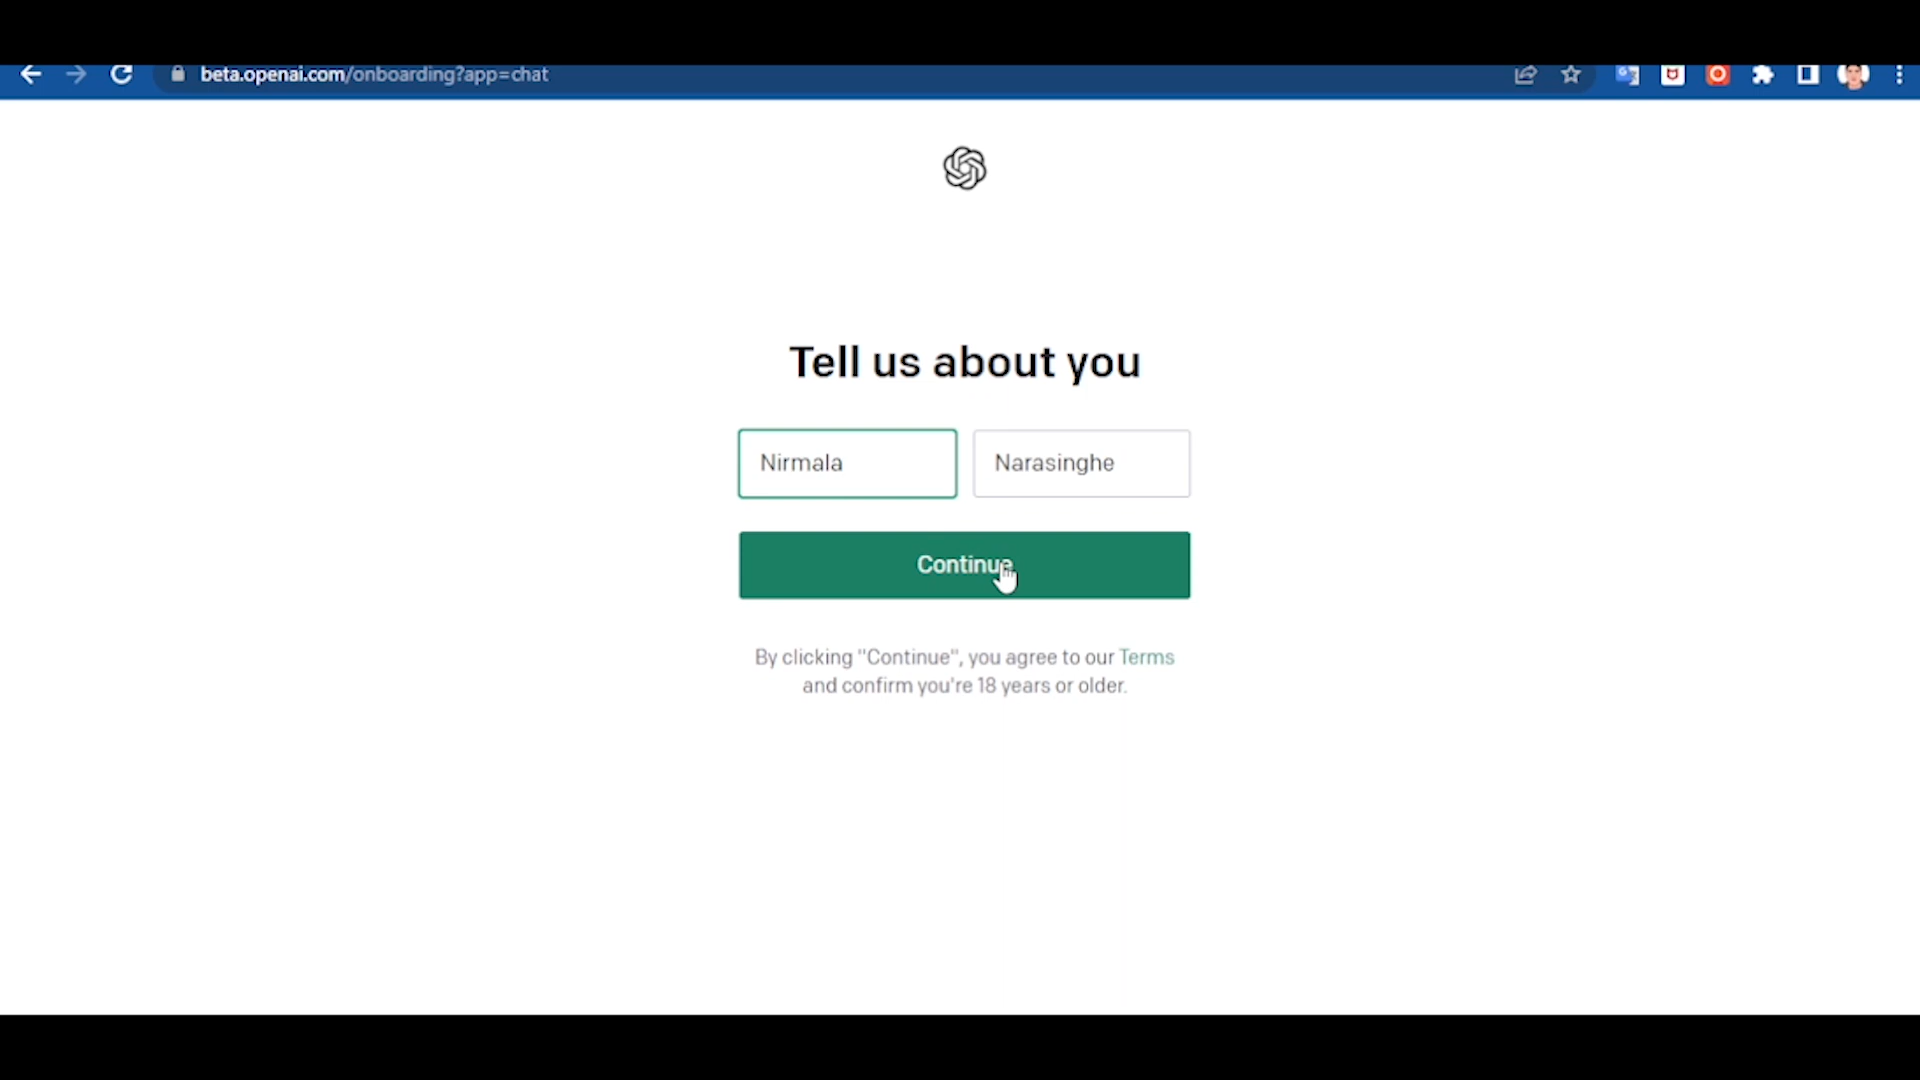 beta.openai.com/onboarding?app=chat
Tell us about you
Nirmala
Narasinghe
Continue
By clicking "Continue", you agree to our Terms
and confirm you're 18 years or older.